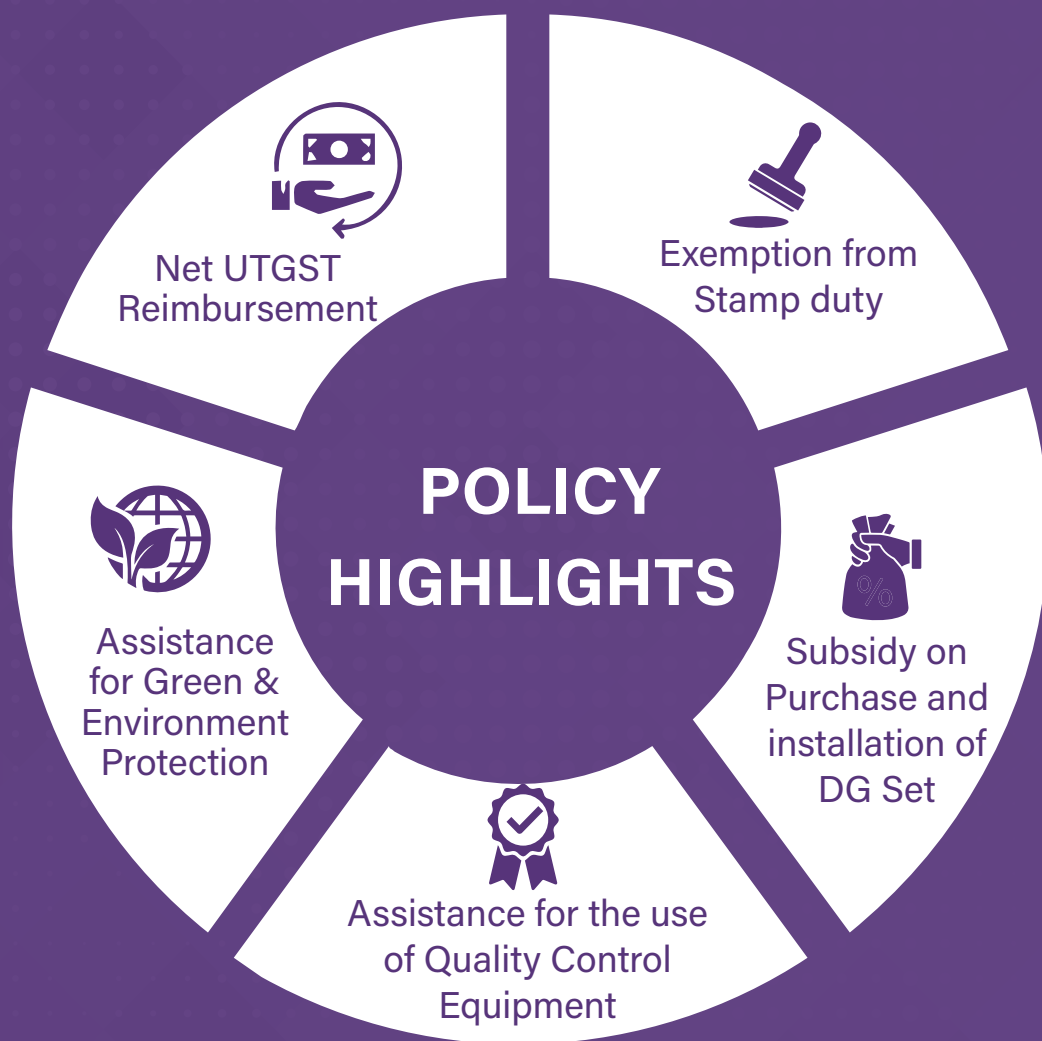 Net UTGST
Reimbursement
Exemption from
Stamp duty
POLICY
HIGHLIGHTS
Assistance
for Green &
Environment
Protection
%
Subsidy on
Purchase and
installation of
DG Set
Assistance for the use
of Quality Control
Equipment